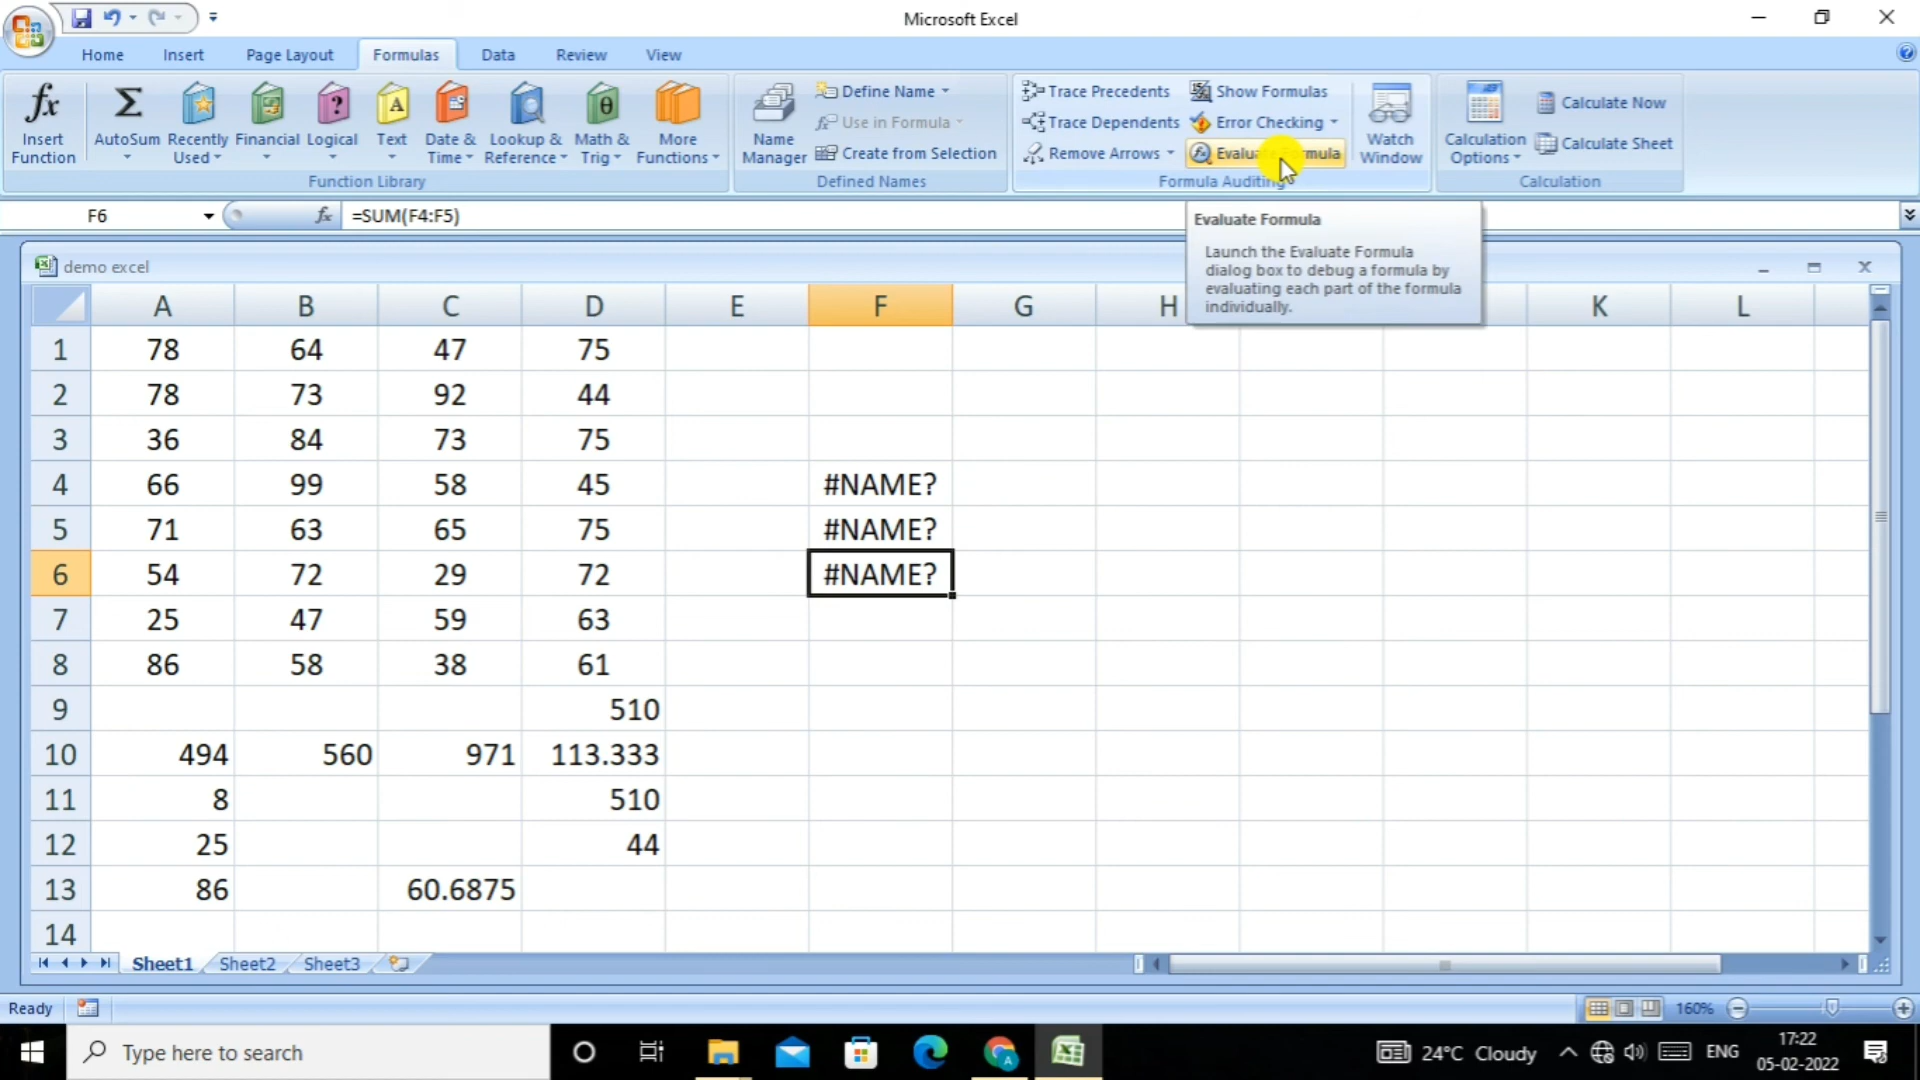 Microsoft Excel
Home Insert Page Layout Formulas Data Review View
fx Σ ? A θ
Insert Function
AutoSum
Recently Used
Financial
Logical
Text
Date & Time
Lookup & Reference
Math & Trig
More Functions
Function Library
Name Manager
Define Name
Use in Formula
Create from Selection
Defined Names
Trace Precedents
Trace Dependents
Remove Arrows
Show Formulas
Error Checking
Evaluate Formula
Watch Window
Formula Auditing
Calculation Options
Calculate Now
Calculate Sheet
Calculation
F6 fx =SUM(F4:F5)
Evaluate Formula
Launch the Evaluate Formula
dialog box to debug a formula by
evaluating each part of the formula
individually.
demo excel
A B C D E F G H K L
1 78 64 47 75
2 78 73 92 44
3 36 84 73 75
4 66 99 58 45 #NAME?
5 71 63 65 75 #NAME?
6 54 72 29 72 #NAME?
7 25 47 59 63
8 86 58 38 61
9 510
10 494 560 971 113.333
11 8 510
12 25 44
13 86 60.6875
14
Sheet1 Sheet2 Sheet3
Ready 160%
Type here to search
24°C Cloudy ENG
17:22
05-02-2022